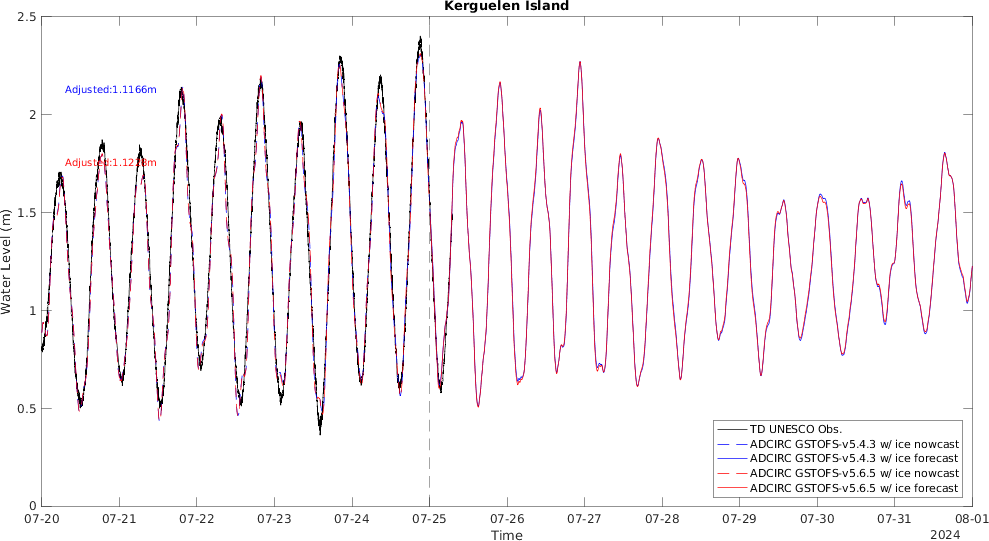 Kerguelen Island
Water Level (m)
2.5
2
1.5
1
0.5
0
Adjusted:1.1166m
Adjusted:1.1228m
TD UNESCO Obs.
ADCIRC GSTOFS-v5.4.3 w/ ice nowcast
ADCIRC GSTOFS-v5.4.3 w/ ice forecast
ADCIRC GSTOFS-v5.6.5 w/ ice nowcast
ADCIRC GSTOFS-v5.6.5 w/ ice forecast
07-20 07-21 07-22 07-23 07-24 07-25 07-26 07-27 07-28 07-29 07-30 07-31 08-01
Time
2024